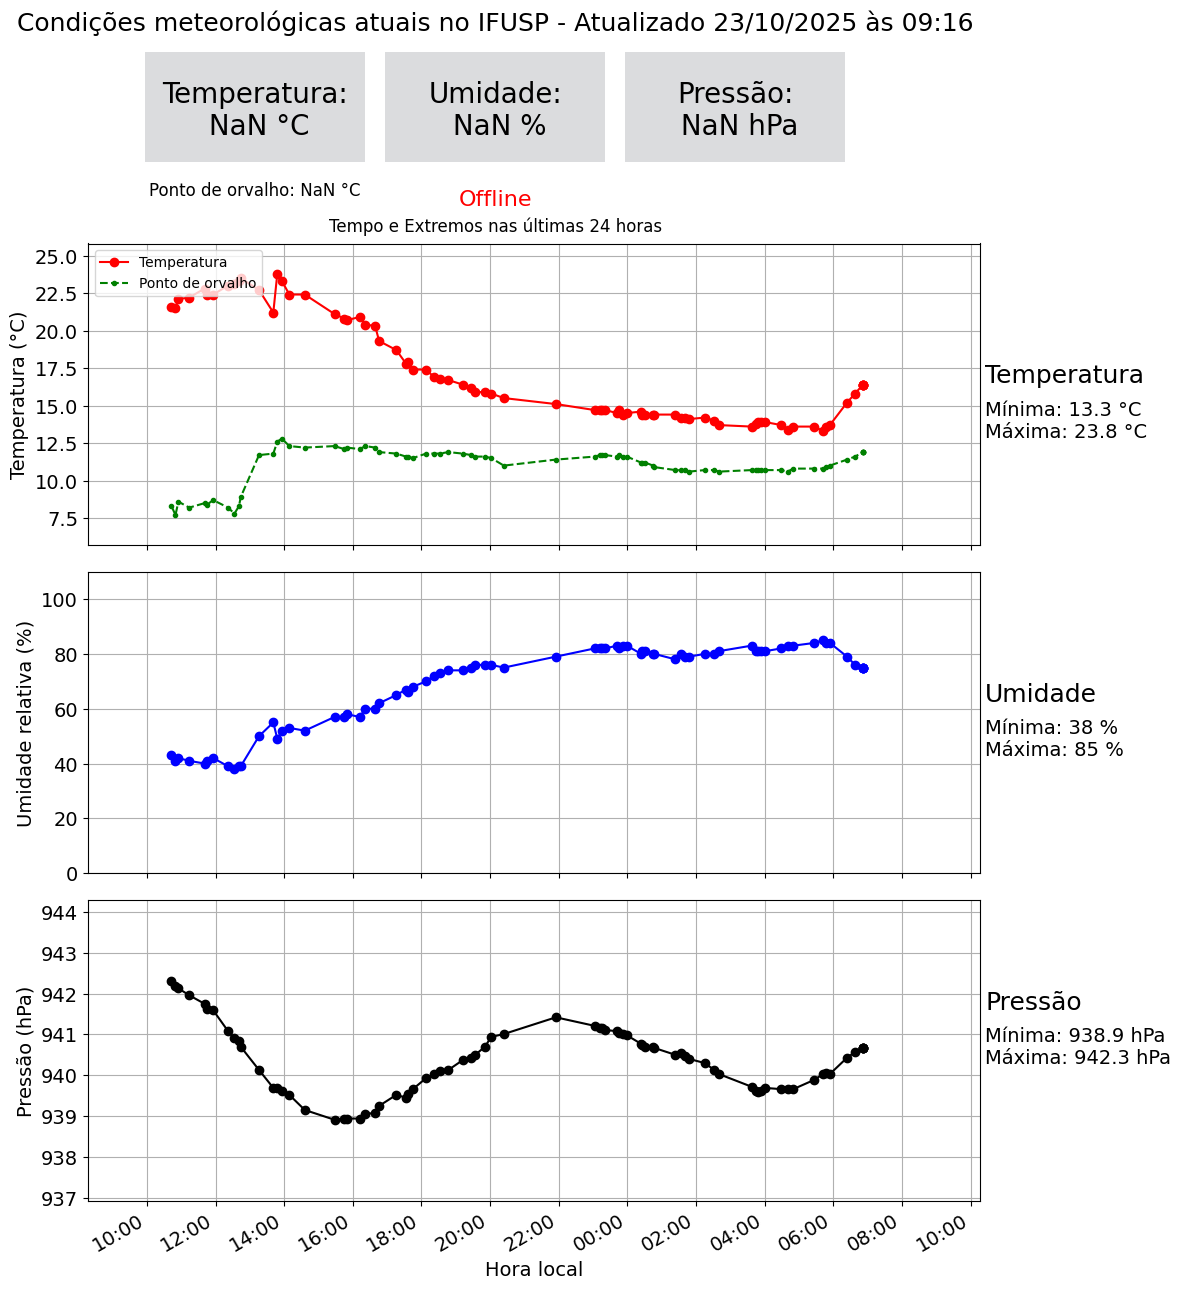 Condições meteorológicas atuais no IFUSP - Atualizado 23/10/2025 às 09:16
Temperatura:
NaN °C
Umidade:
NaN %
Pressão:
NaN hPa
Ponto de orvalho: NaN °C
Offline
Tempo e Extremos nas últimas 24 horas
Temperatura
Ponto de orvalho
Temperatura (°C)
25.0
22.5
20.0
17.5
15.0
12.5
10.0
7.5
Temperatura
Mínima: 13.3 °C
Máxima: 23.8 °C
Umidade relativa (%)
100
80
60
40
20
0
Umidade
Mínima: 38 %
Máxima: 85 %
Pressão (hPa)
944
943
942
941
940
939
938
937
Pressão
Mínima: 938.9 hPa
Máxima: 942.3 hPa
10:00
12:00
14:00
16:00
18:00
20:00
22:00
00:00
02:00
04:00
06:00
08:00
10:00
Hora local